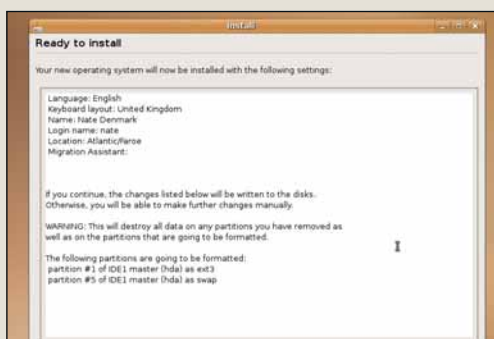 Install
Ready to install
Your new operating system will now be installed with the following settings:
Language: English
Keyboard layout: United Kingdom
Name: Nate Denmark
Login name: nate
Location: Atlantic/Faroe
Migration Assistant:
If you continue, the changes listed below will be written to the disks.
Otherwise, you will be able to make further changes manually.
WARNING: This will destroy all data on any partitions you have removed as
well as on the partitions that are going to be formatted.
The following partitions are going to be formatted:
partition #1 of IDE1 master (hda) as ext3
partition #5 of IDE1 master (hda) as swap